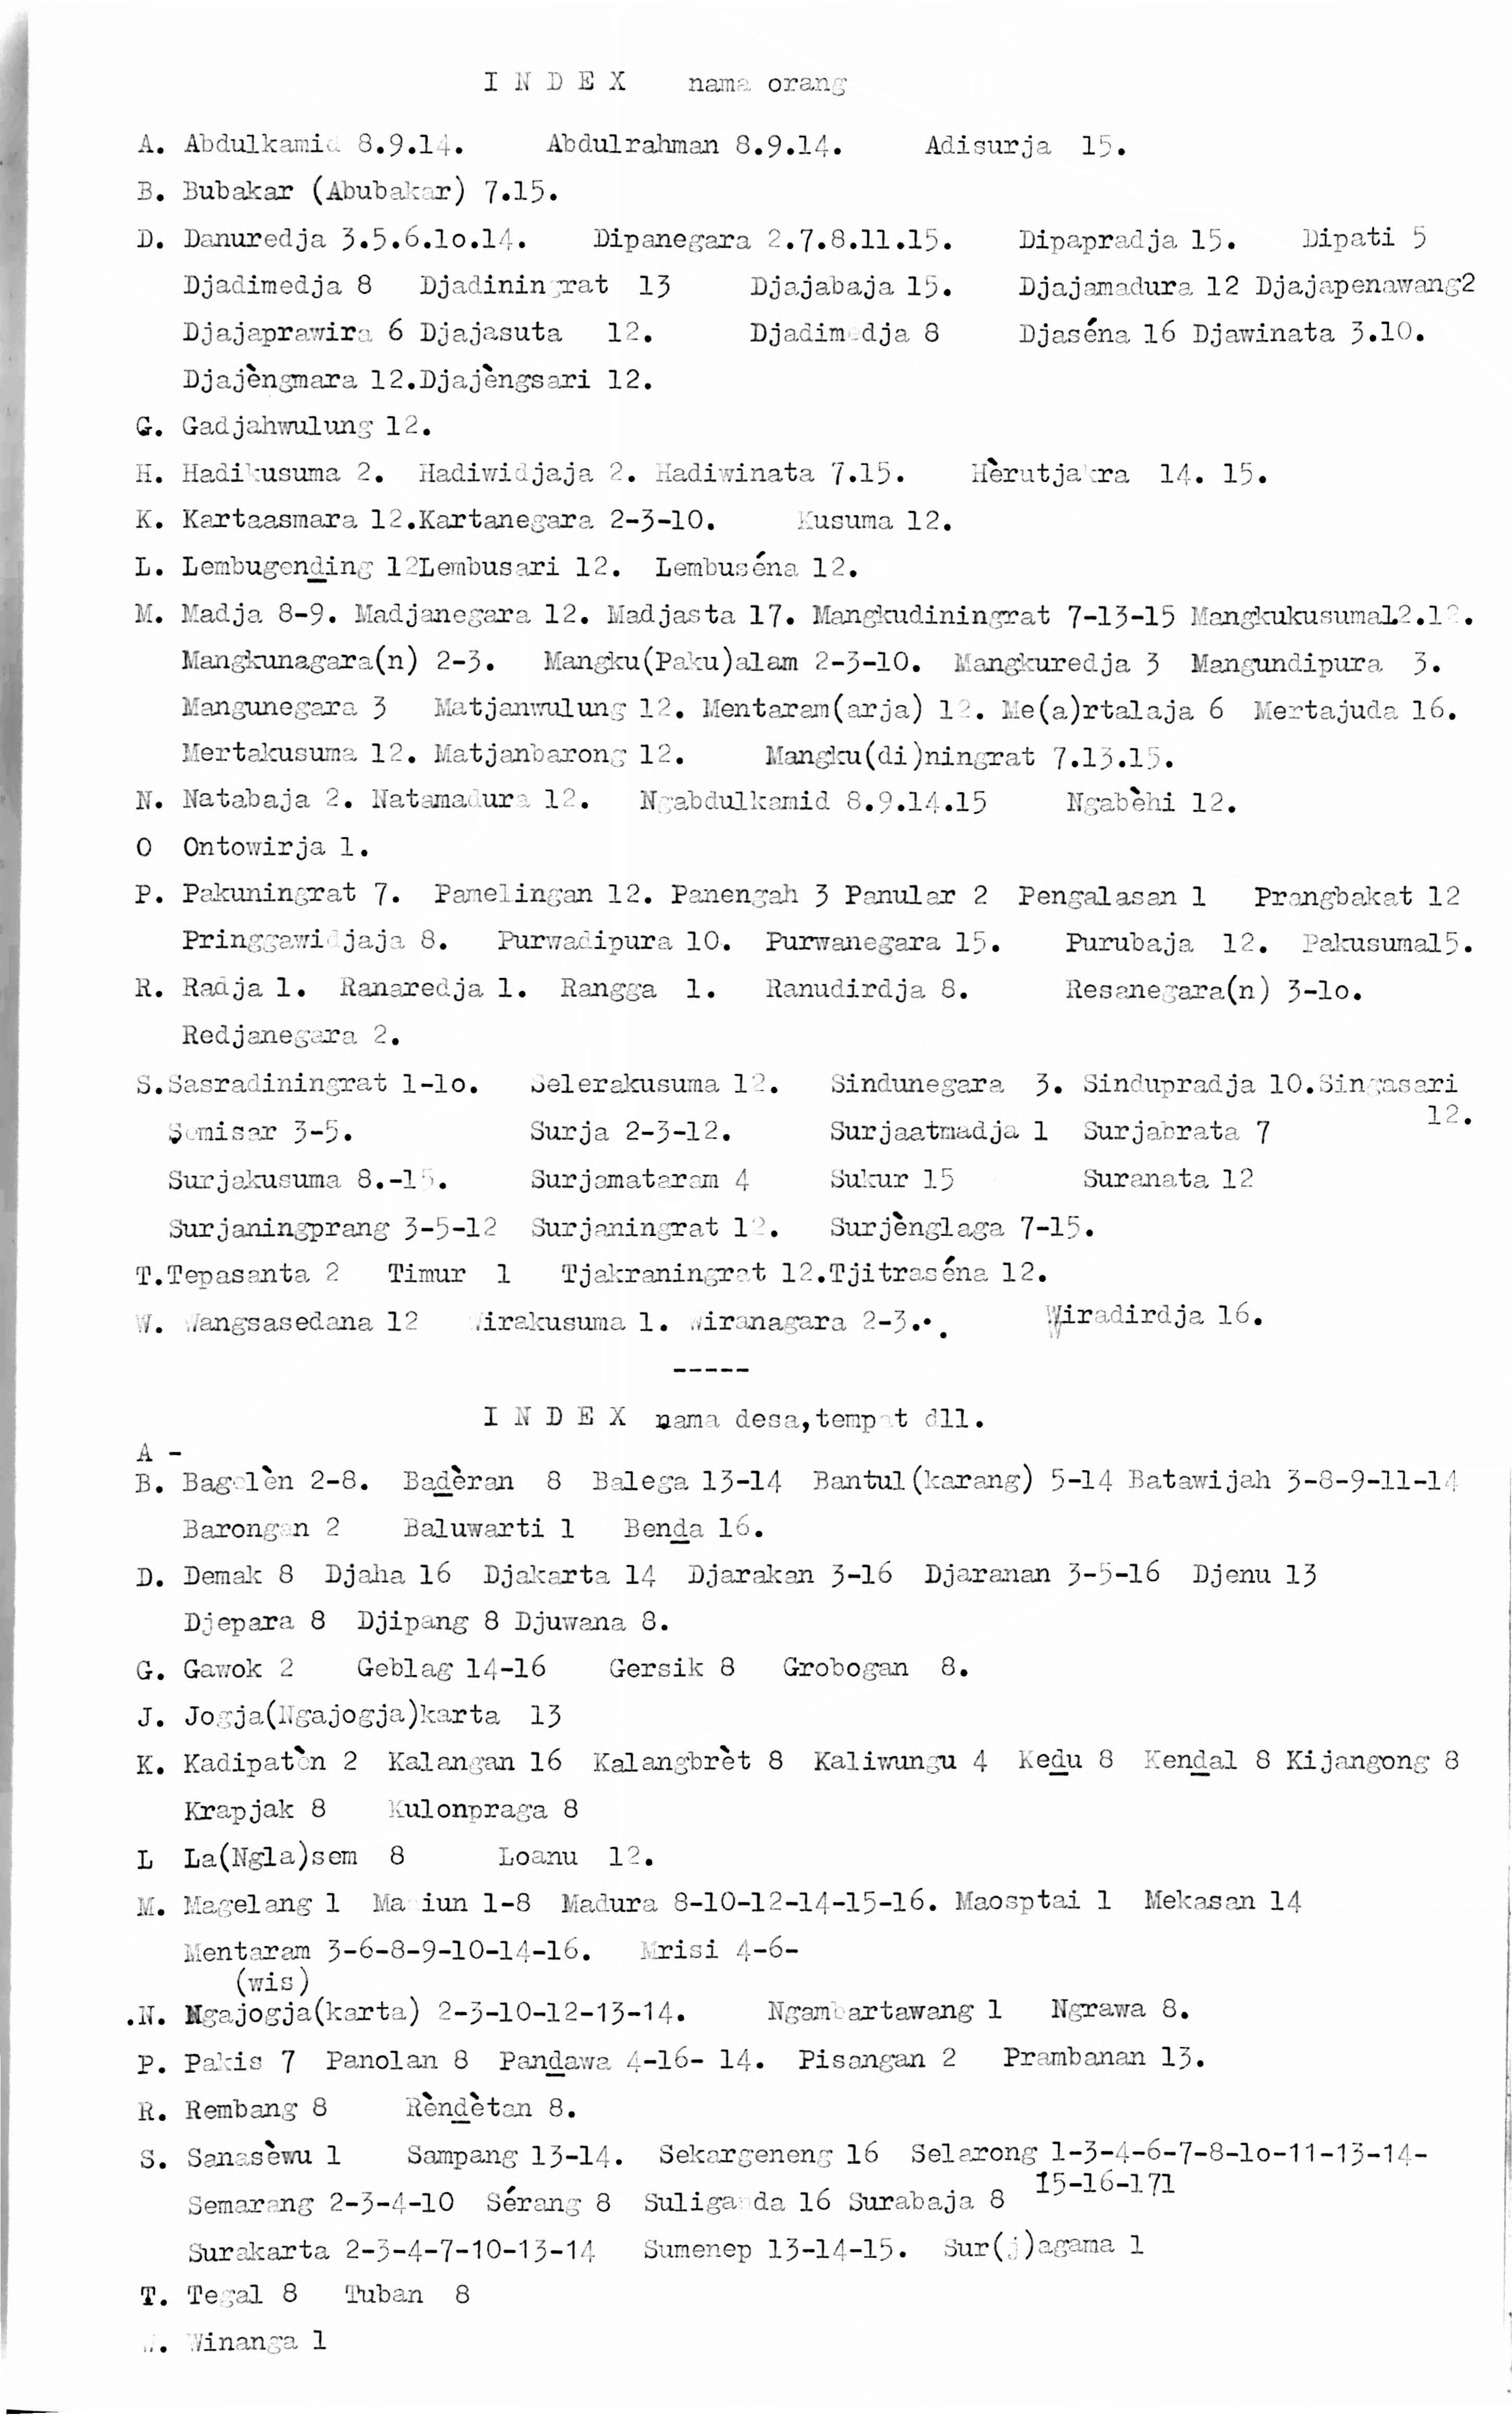 I N D E X nama orang
A. Abdulkamid 8.9.14. Abdulrahman 8.9.14. Adisurja 15.
B. Bubakar (Abubakar) 7.15.
D. Danuredja 3.5.6.1o.14. Dipanegara 2.7.8.11.15. Dipapradja 15. Dipati 5
Djadimedja 8 Djadiningrat 13 Djajabaja 15. Djajamadura 12 Djajapenawang2
Djajaprawira 6 Djajasuta 12. Djadimedja 8 Djaséna 16 Djawinata 3.10.
Djajèngmara 12.Djajèngsari 12.
G. Gadjahwulung 12.
H. Hadikusuma 2. Hadiwidjaja 2. Hadiwinata 7.15. Hèrutjakra 14. 15.
K. Kartaasmara 12.Kartanegara 2-3-10. Kusuma 12.
L. Lembugending 12Lembusari 12. Lembuséna 12.
M. Madja 8-9. Madjanegara 12. Madjasta 17. Mangkudiningrat 7-13-15 Mangkukusumal2.12.
Mangkunagara(n) 2-3. Mangku(Paku)alam 2-3-10. Mangkuredja 3 Mangundipura 3.
Mangunegara 3 Matjanwulung 12. Mentaram(arja) 12. Me(a)rtalaja 6 Mertajuda 16.
Mertakusuma 12. Matjanbarong 12. Mangku(di)ningrat 7.13.15.
N. Natabaja 2. Natamadura 12. Ngabdulkamid 8.9.14.15 Ngabèhi 12.
O Ontowirja 1.
P. Pakuningrat 7. Pamelingan 12. Panengah 3 Panular 2 Pengalasan 1 Prangbakat 12
Pringgawidjaja 8. Purwadipura 10. Purwanegara 15. Purubaja 12. Pakusumal5.
R. Radja 1. Ranaredja 1. Rangga 1. Ranudirdja 8. Resanegara(n) 3-1o.
Redjanegara 2.
S.Sasradiningrat 1-1o. Selerakusuma 12. Sindunegara 3. Sindupradja 10.Singasari
12.
Semisar 3-5. Surja 2-3-12. Surjaatmadja 1 Surjabrata 7
Surjakusuma 8.-15. Surjamataram 4 Sukur 15 Suranata 12
Surjaningprang 3-5-12 Surjaningrat 12. Surjènglaga 7-15.
T.Tepasanta 2 Timur 1 Tjakraningrat 12.Tjitraséna 12.
W. Wangsasedana 12 Wirakusuma 1. Wiranagara 2-3.. Wiradirdja 16.
-----
I N D E X nama desa,tempat dll.
A -
B. Bagelèn 2-8. Baḏèran 8 Balega 13-14 Bantul(karang) 5-14 Batawijah 3-8-9-11-14
Barongan 2 Baluwarti 1 Benḏa 16.
D. Demak 8 Djaha 16 Djakarta 14 Djarakan 3-16 Djaranan 3-5-16 Djenu 13
Djepara 8 Djipang 8 Djuwana 8.
G. Gawok 2 Geblag 14-16 Gersik 8 Grobogan 8.
J. Jogja(Ngajogja)karta 13
K. Kadipatèn 2 Kalangan 16 Kalangbrèt 8 Kaliwungu 4 Keḏu 8 Kenḏal 8 Kijangong 8
Krapjak 8 Kulonpraga 8
L La(Ngla)sem 8 Loanu 12.
M. Magelang 1 Madiun 1-8 Madura 8-10-12-14-15-16. Maosptai 1 Mekasan 14
Mentaram 3-6-8-9-10-14-16. Mrisi 4-6-
(wis)
.N. Ngajogja(karta) 2-3-10-12-13-14. Ngambartawang 1 Ngrawa 8.
P. Pakis 7 Panolan 8 Panḏawa 4-16- 14. Pisangan 2 Prambanan 13.
R. Rembang 8 Rènḏètan 8.
S. Sanasèwu 1 Sampang 13-14. Sekargeneng 16 Selarong 1-3-4-6-7-8-1o-11-13-14-
15-16-171
Semarang 2-3-4-10 Sérang 8 16 Surabaja 8
Surakarta 2-3-4-7-10-13-14 Sumenep 13-14-15. Sur(j)agama 1
T. Tegal 8 Tuban 8
W. Winanga 1